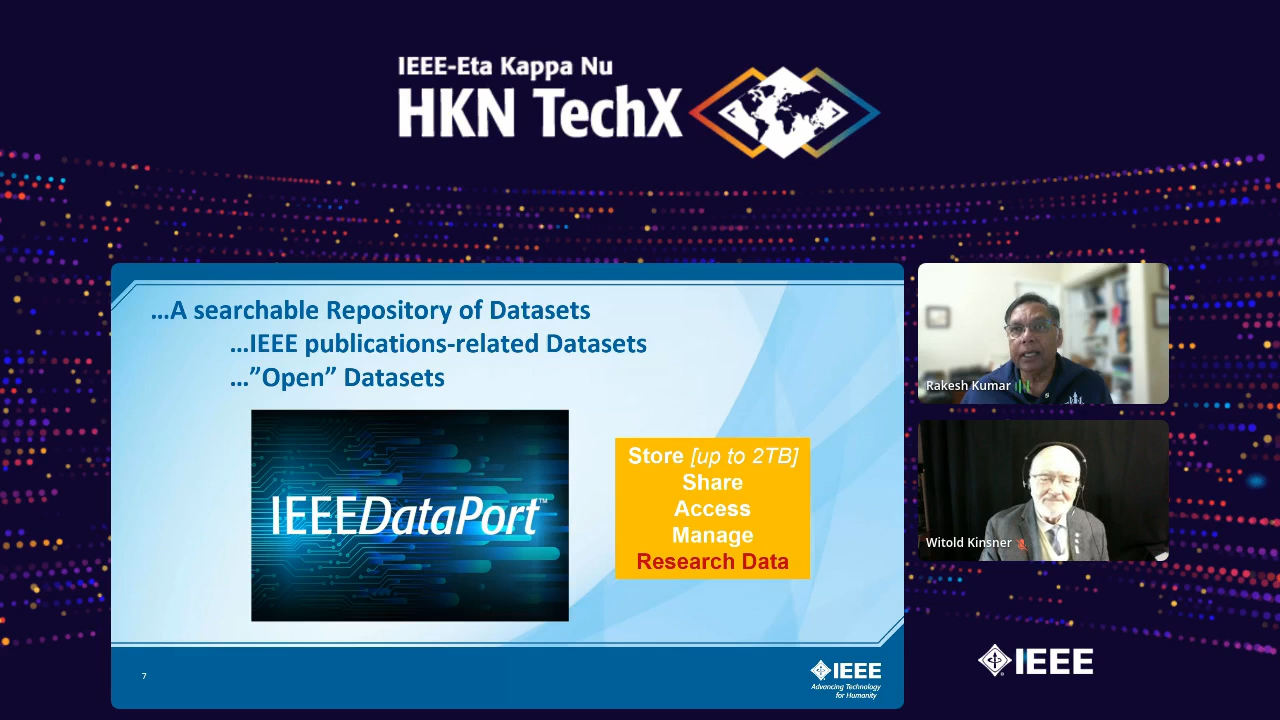 IEEE-Eta Kappa Nu
HKN TechX
...A searchable Repository of Datasets
...IEEE publications-related Datasets
...”Open” Datasets
IEEEDataPort™
Store [up to 2TB]
Share
Access
Manage
Research Data
7
IEEE
Advancing Technology
for Humanity
Rakesh Kumar
Witold Kinsner
IEEE